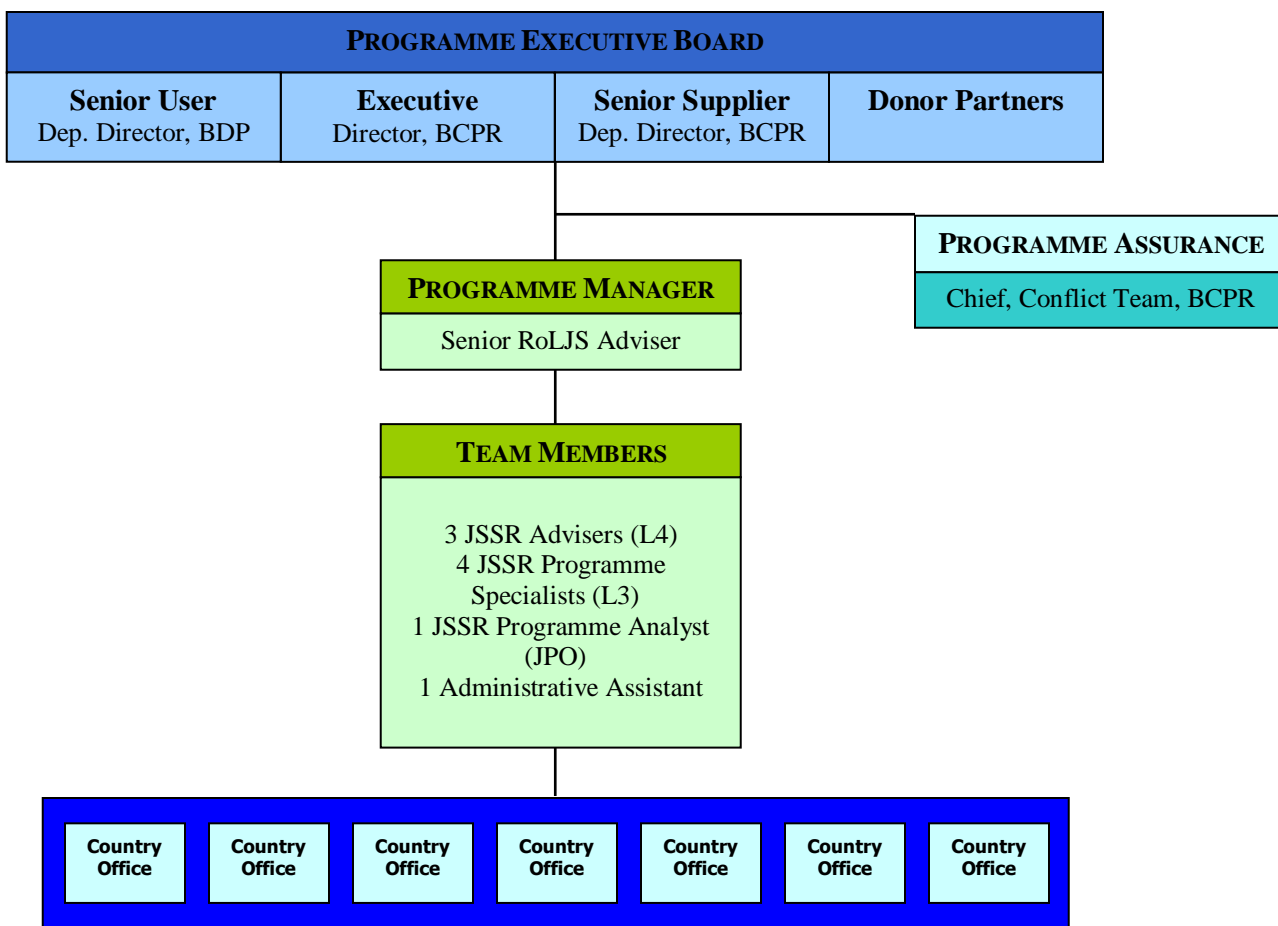 PROGRAMME EXECUTIVE BOARD
Senior User
Dep. Director, BDP
Executive
Director, BCPR
Senior Supplier
Dep. Director, BCPR
Donor Partners
PROGRAMME ASSURANCE
Chief, Conflict Team, BCPR
PROGRAMME MANAGER
Senior RoLJS Adviser
TEAM MEMBERS
3 JSSR Advisers (L4)
4 JSSR Programme
Specialists (L3)
1 JSSR Programme Analyst
(JPO)
1 Administrative Assistant
Country
Office
Country
Office
Country
Office
Country
Office
Country
Office
Country
Office
Country
Office